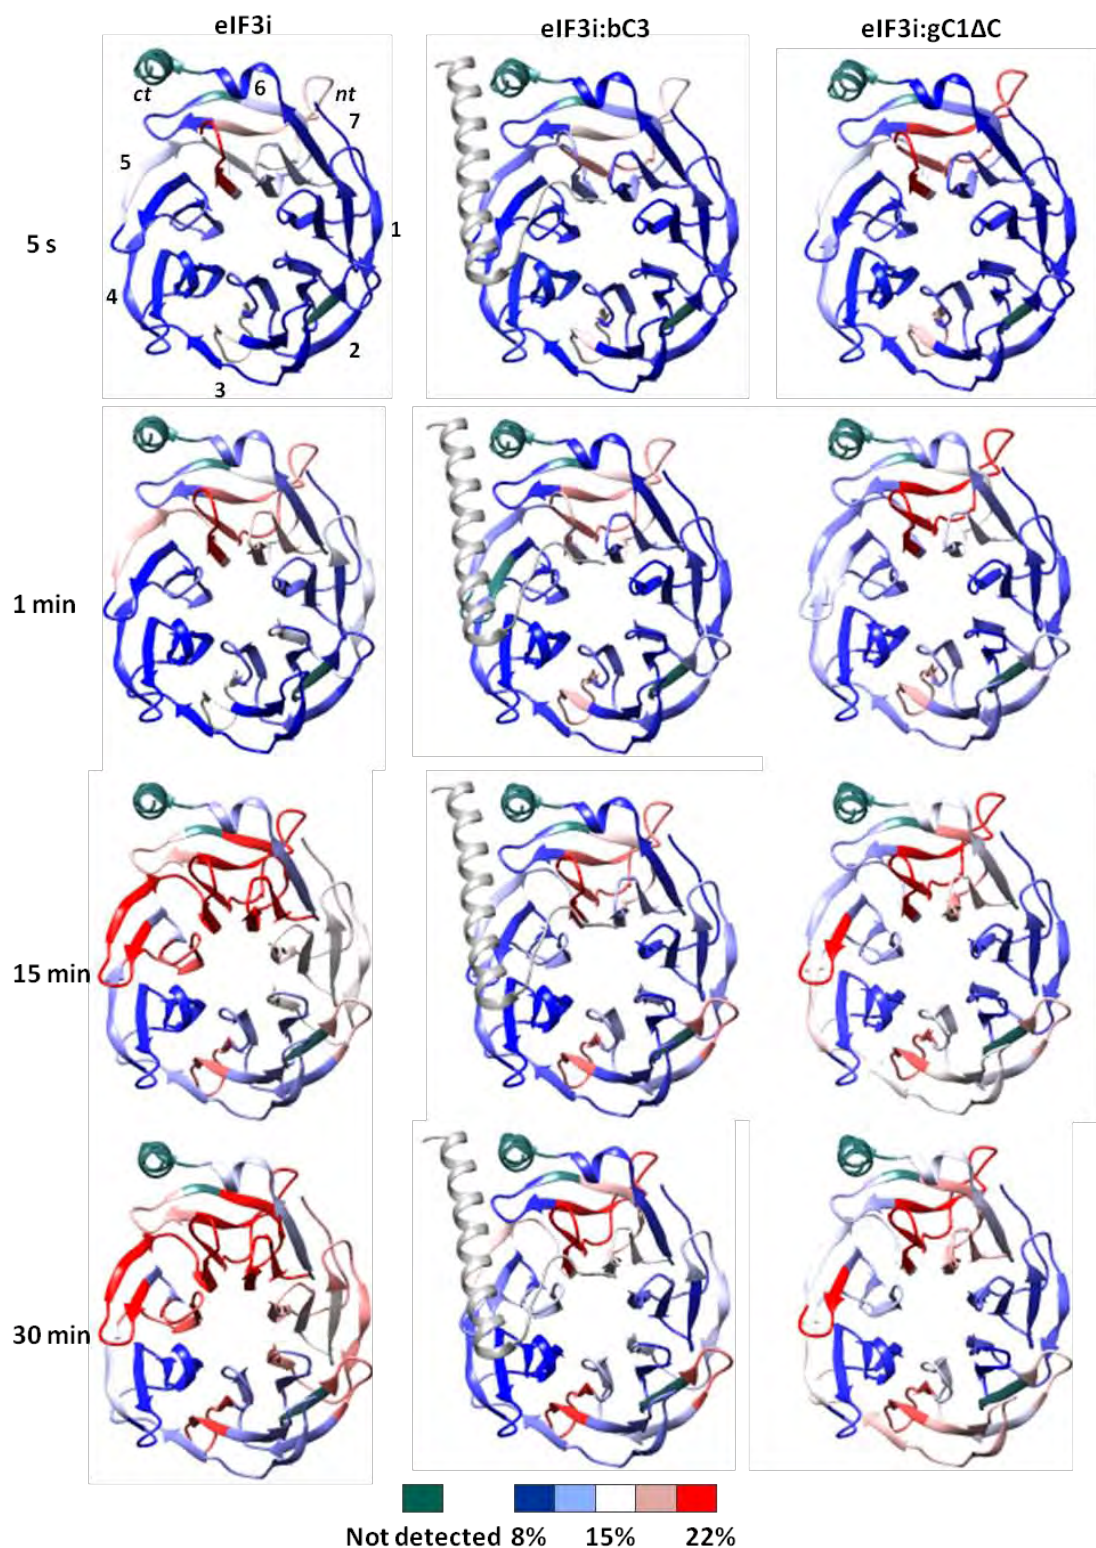 eIF3i eIF3i:bC3 eIF3i:gC1ΔC
ct 6 nt
7
5
5 s 1
4
2
3
1 min
15 min
30 min
Not detected 8% 15% 22%